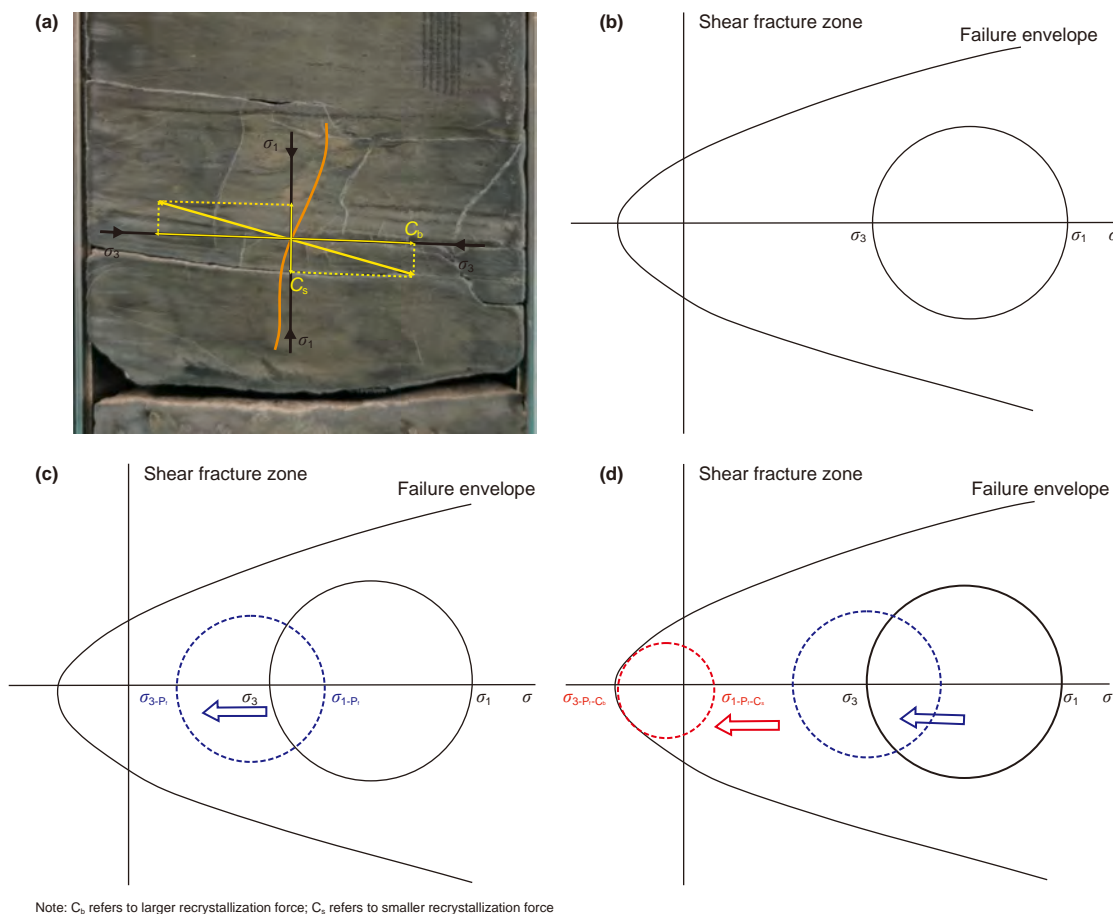 (a)
σ1
Cb
σ3
σ3
Cs
σ1
(b)
Shear fracture zone
Failure envelope
σ3
σ1
σ
(c)
Shear fracture zone
Failure envelope
σ3-Pf
σ3
σ1-Pf
σ1
σ
(d)
Shear fracture zone
Failure envelope
σ3-Pf-Cb
σ1-Pf-Cs
σ3
σ1
σ
Note: Cb refers to larger recrystallization force; Cs refers to smaller recrystallization force